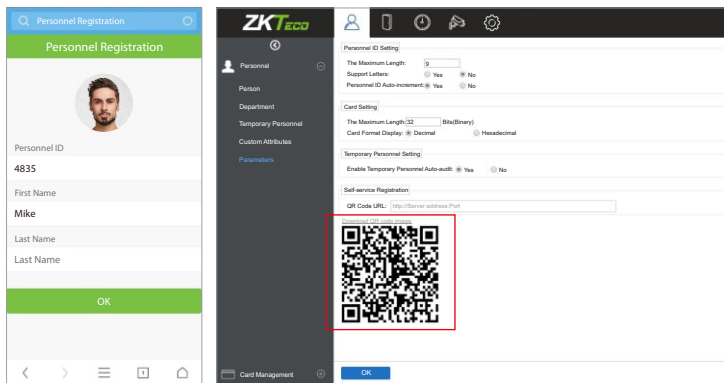 Personnel Registration
Personnel Registration
Personnel ID
4835
First Name
Mike
Last Name
Last Name
OK
1
ZKTECO
Personnel
Person
Department
Temporary Personnel
Custom Attributes
Parameters
Card Management
Personnel ID Setting
The Maximum Length: 9
Support Letters: Yes No
Personnel ID Auto-increment: Yes No
Card Setting
The Maximum Length: 32 Bits(Binary)
Card Format Display: Decimal Hexadecimal
Temporary Personnel Setting
Enable Temporary Personnel Auto-audit: Yes No
Self-service Registration
QR Code URL: http://Server address:Port
Download QR code image
OK